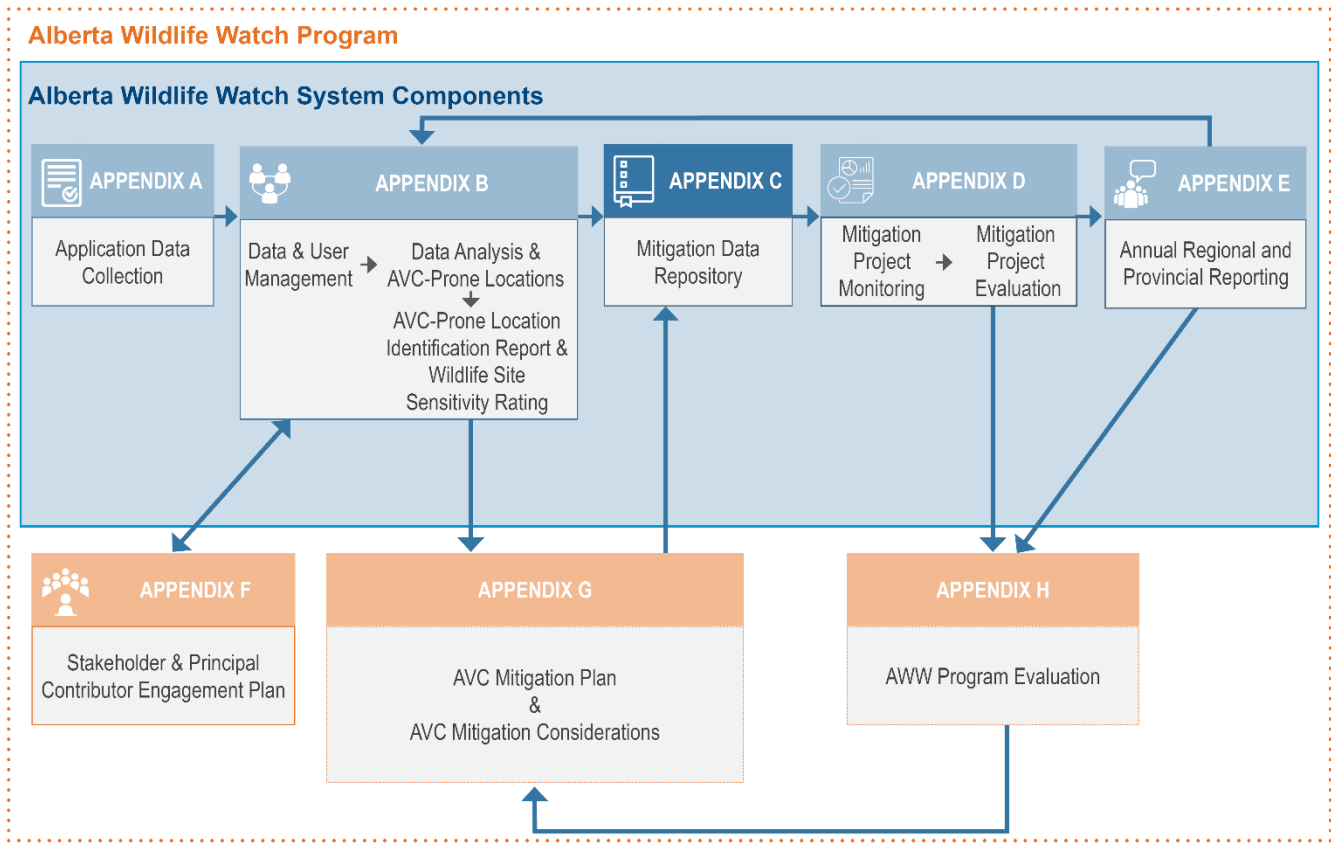 Alberta Wildlife Watch Program
Alberta Wildlife Watch System Components
APPENDIX A
Application Data
Collection
APPENDIX B
Data & User
Management
Data Analysis &
AVC-Prone Locations
AVC-Prone Location
Identification Report &
Wildlife Site
Sensitivity Rating
APPENDIX C
Mitigation Data
Repository
APPENDIX D
Mitigation
Project
Monitoring
Mitigation
Project
Evaluation
APPENDIX E
Annual Regional and
Provincial Reporting
APPENDIX F
Stakeholder & Principal
Contributor Engagement Plan
APPENDIX G
AVC Mitigation Plan
&
AVC Mitigation Considerations
APPENDIX H
AWW Program Evaluation